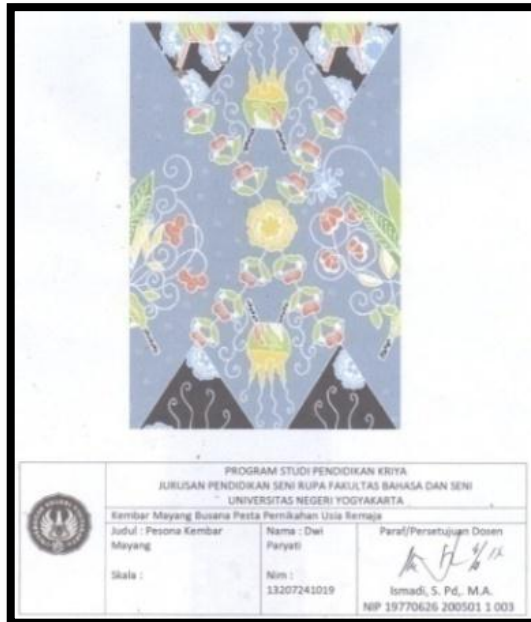 PROGRAM STUDI PENDIDIKAN KRIYA
JURUSAN PENDIDIKAN SENI RUPA FAKULTAS BAHASA DAN SENI
UNIVERSITAS NEGERI YOGYAKARTA
Kembar Mayang Busana Pesta Pernikahan Usia Remaja
Judul : Pesona Kembar
Mayang
Skala :
Nama : Dwi
Paryati
Nim :
13207241019
Paraf/Persetujuan Dosen
Ismadi, S. Pd,. M.A.
NIP 19770626 200501 1 003